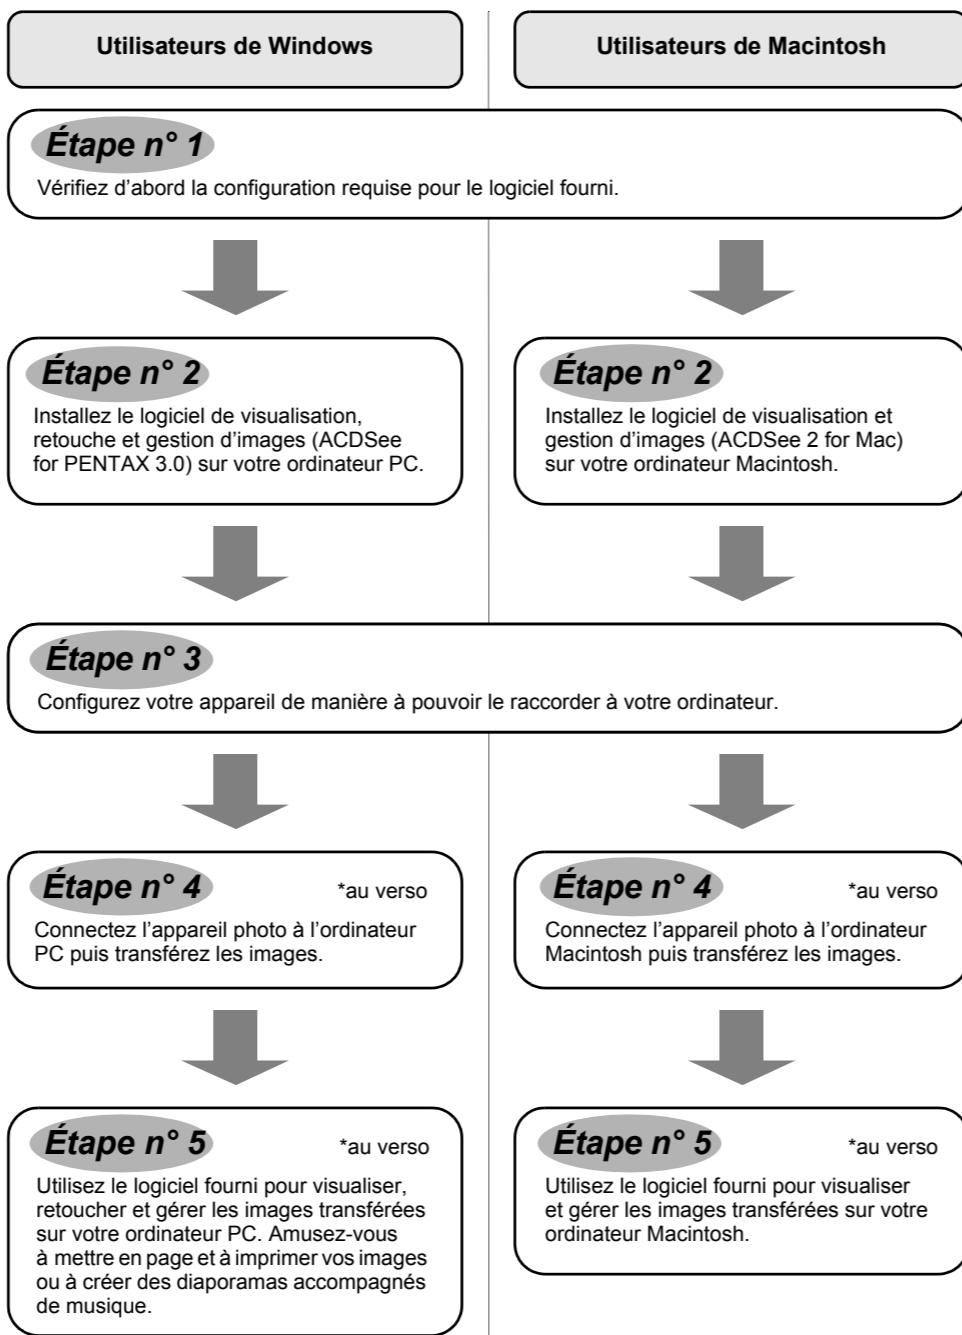 Utilisateurs de Windows
Utilisateurs de Macintosh
Étape n° 1
Vérifiez d’abord la configuration requise pour le logiciel fourni.
Étape n° 2
Installez le logiciel de visualisation,
retouche et gestion d’images (ACDSee
for PENTAX 3.0) sur votre ordinateur PC.
Étape n° 2
Installez le logiciel de visualisation et
gestion d’images (ACDSee 2 for Mac)
sur votre ordinateur Macintosh.
Étape n° 3
Configurez votre appareil de manière à pouvoir le raccorder à votre ordinateur.
Étape n° 4
*au verso
Connectez l’appareil photo à l’ordinateur
PC puis transférez les images.
Étape n° 4
*au verso
Connectez l’appareil photo à l’ordinateur
Macintosh puis transférez les images.
Étape n° 5
*au verso
Utilisez le logiciel fourni pour visualiser,
retoucher et gérer les images transférées
sur votre ordinateur PC. Amusez-vous
à mettre en page et à imprimer vos images
ou à créer des diaporamas accompagnés
de musique.
Étape n° 5
*au verso
Utilisez le logiciel fourni pour visualiser
et gérer les images transférées sur votre
ordinateur Macintosh.